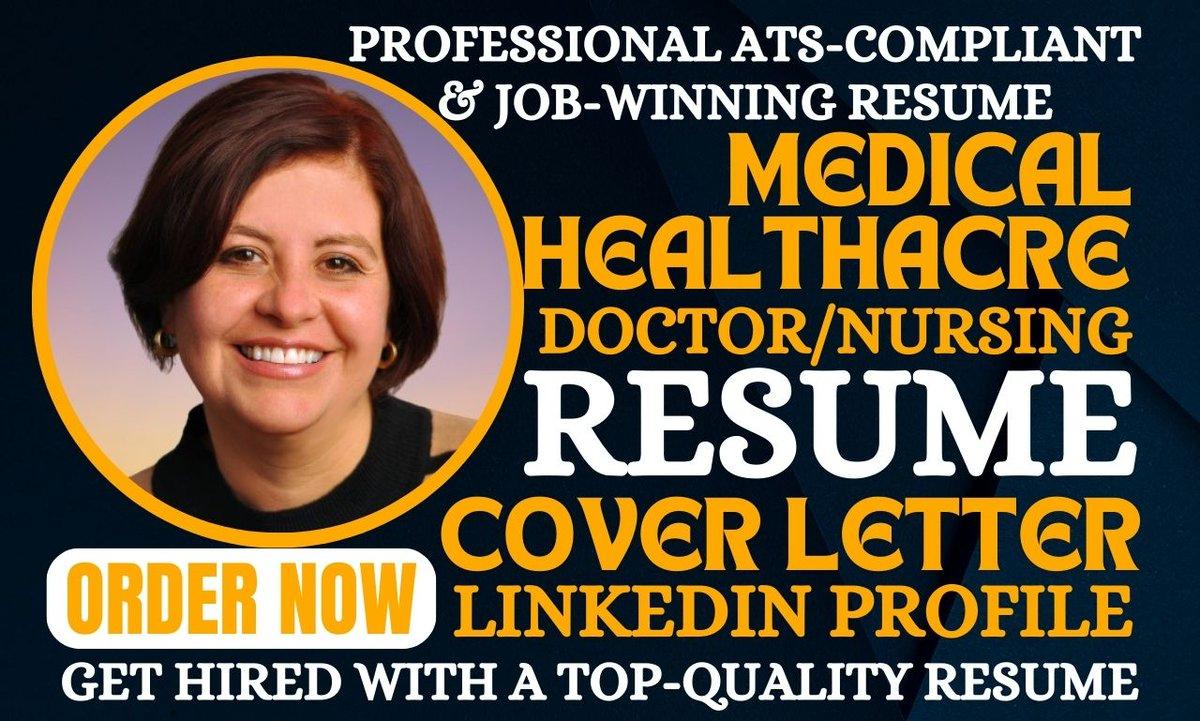 PROFESSIONAL ATS-COMPLIANT
& JOB-WINNING RESUME
MEDICAL
HEALTHACRE
DOCTOR/NURSING
RESUME
COVER LETTER
LINKEDIN PROFILE
ORDER NOW
GET HIRED WITH A TOP-QUALITY RESUME